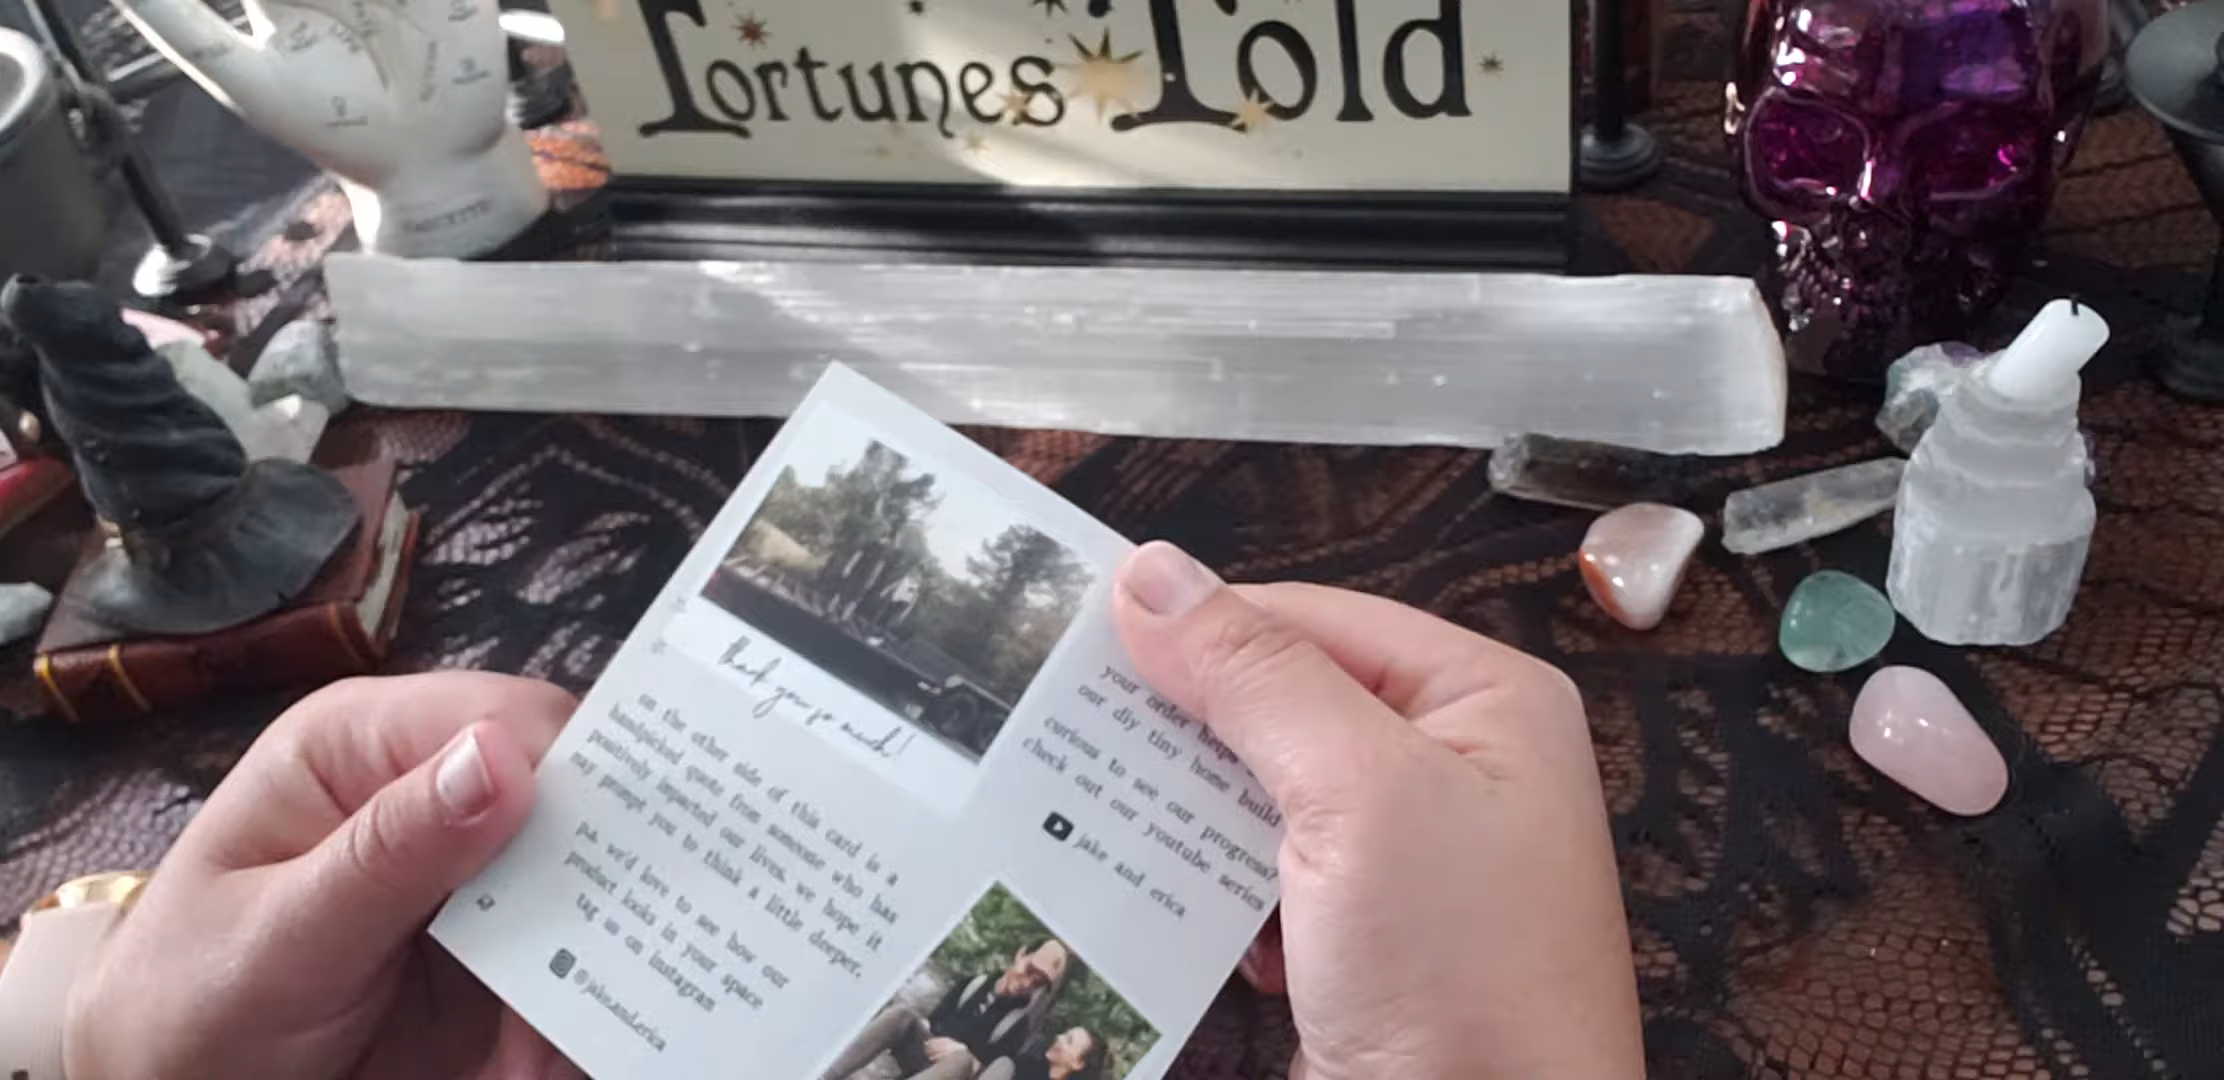 Fortunes Told
thank you so much!
on the other side of this card is a
handpicked quote from someone who has
positively impacted our lives. we hope it
may prompt you to think a little deeper.
p.s. we'd love to see how our
product looks in your space
tag us on instagram
@jakeanderica
your order helps
our diy tiny home build
curious to see our progress?
check out our youtube series
jake and erica